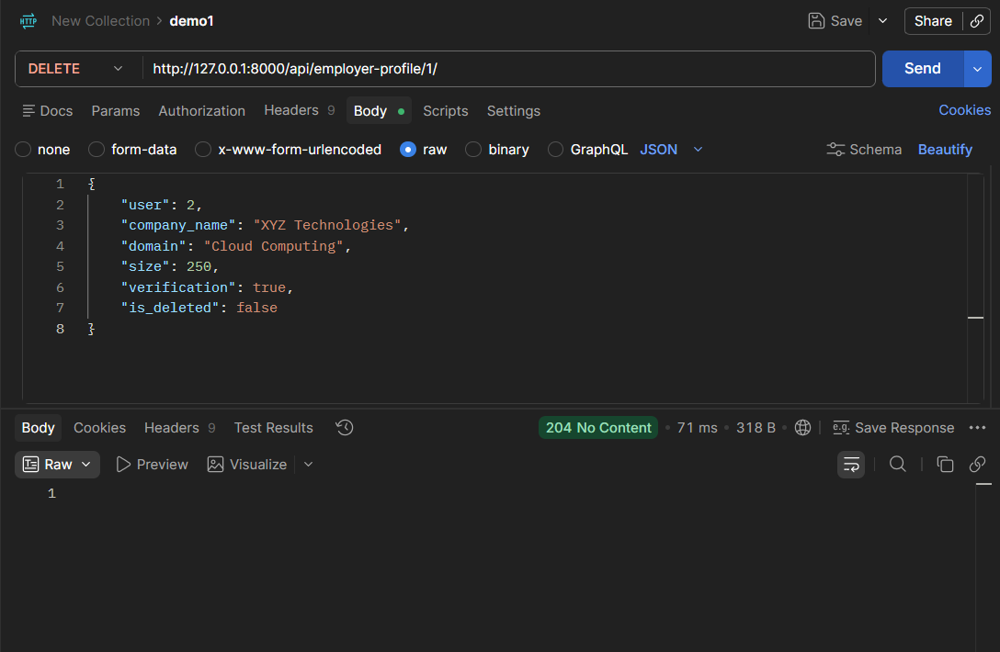 HTTP New Collection > demo1 Save Share
DELETE http://127.0.0.1:8000/api/employer-profile/1/ Send
Docs Params Authorization Headers 9 Body Scripts Settings Cookies
none form-data x-www-form-urlencoded raw binary GraphQL JSON Schema Beautify
1 {
2 "user": 2,
3 "company_name": "XYZ Technologies",
4 "domain": "Cloud Computing",
5 "size": 250,
6 "verification": true,
7 "is_deleted": false
8 }
Body Cookies Headers 9 Test Results 204 No Content • 71 ms • 318 B • e.g. Save Response
Raw Preview Visualize
1